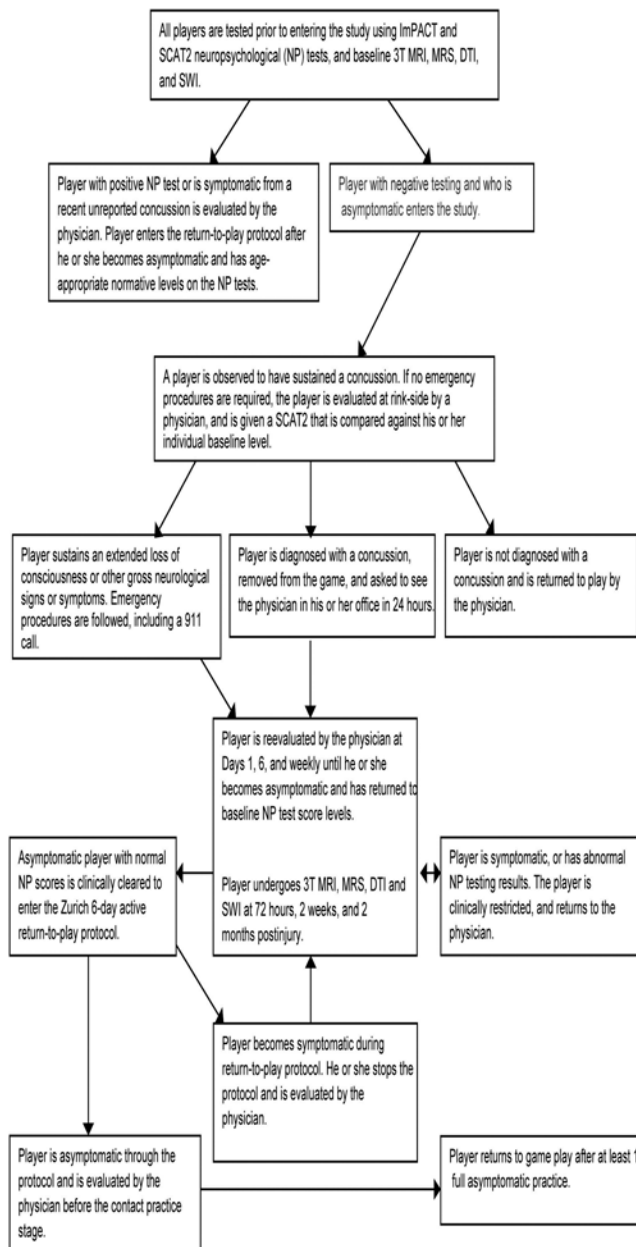 All players are tested prior to entering the study using ImPACT and
SCAT2 neuropsychological (NP) tests, and baseline 3T MRI, MRS, DTI,
and SWI.
Player with positive NP test or is symptomatic from a
recent unreported concussion is evaluated by the
physician. Player enters the return-to-play protocol after
he or she becomes asymptomatic and has age-
appropriate normative levels on the NP tests.
Player with negative testing and who is
asymptomatic enters the study.
A player is observed to have sustained a concussion. If no emergency
procedures are required, the player is evaluated at rink-side by a
physician, and is given a SCAT2 that is compared against his or her
individual baseline level.
Player sustains an extended loss of
consciousness or other gross neurological
signs or symptoms. Emergency
procedures are followed, including a 911
call.
Player is diagnosed with a concussion,
removed from the game, and asked to see
the physician in his or her office in 24 hours.
Player is not diagnosed with a
concussion and is returned to play by
the physician.
Player is reevaluated by the physician at
Days 1, 6, and weekly until he or she
becomes asymptomatic and has returned to
baseline NP test score levels.
Player undergoes 3T MRI, MRS, DTI and
SWI at 72 hours, 2 weeks, and 2
months postinjury.
Asymptomatic player with normal
NP scores is clinically cleared to
enter the Zurich 6-day active
return-to-play protocol.
Player is symptomatic, or has abnormal
NP testing results. The player is
clinically restricted, and returns to the
physician.
Player becomes symptomatic during
return-to-play protocol. He or she stops the
protocol and is evaluated by the
physician.
Player is asymptomatic through the
protocol and is evaluated by the
physician before the contact practice
stage.
Player returns to game play after at least 1
full asymptomatic practice.